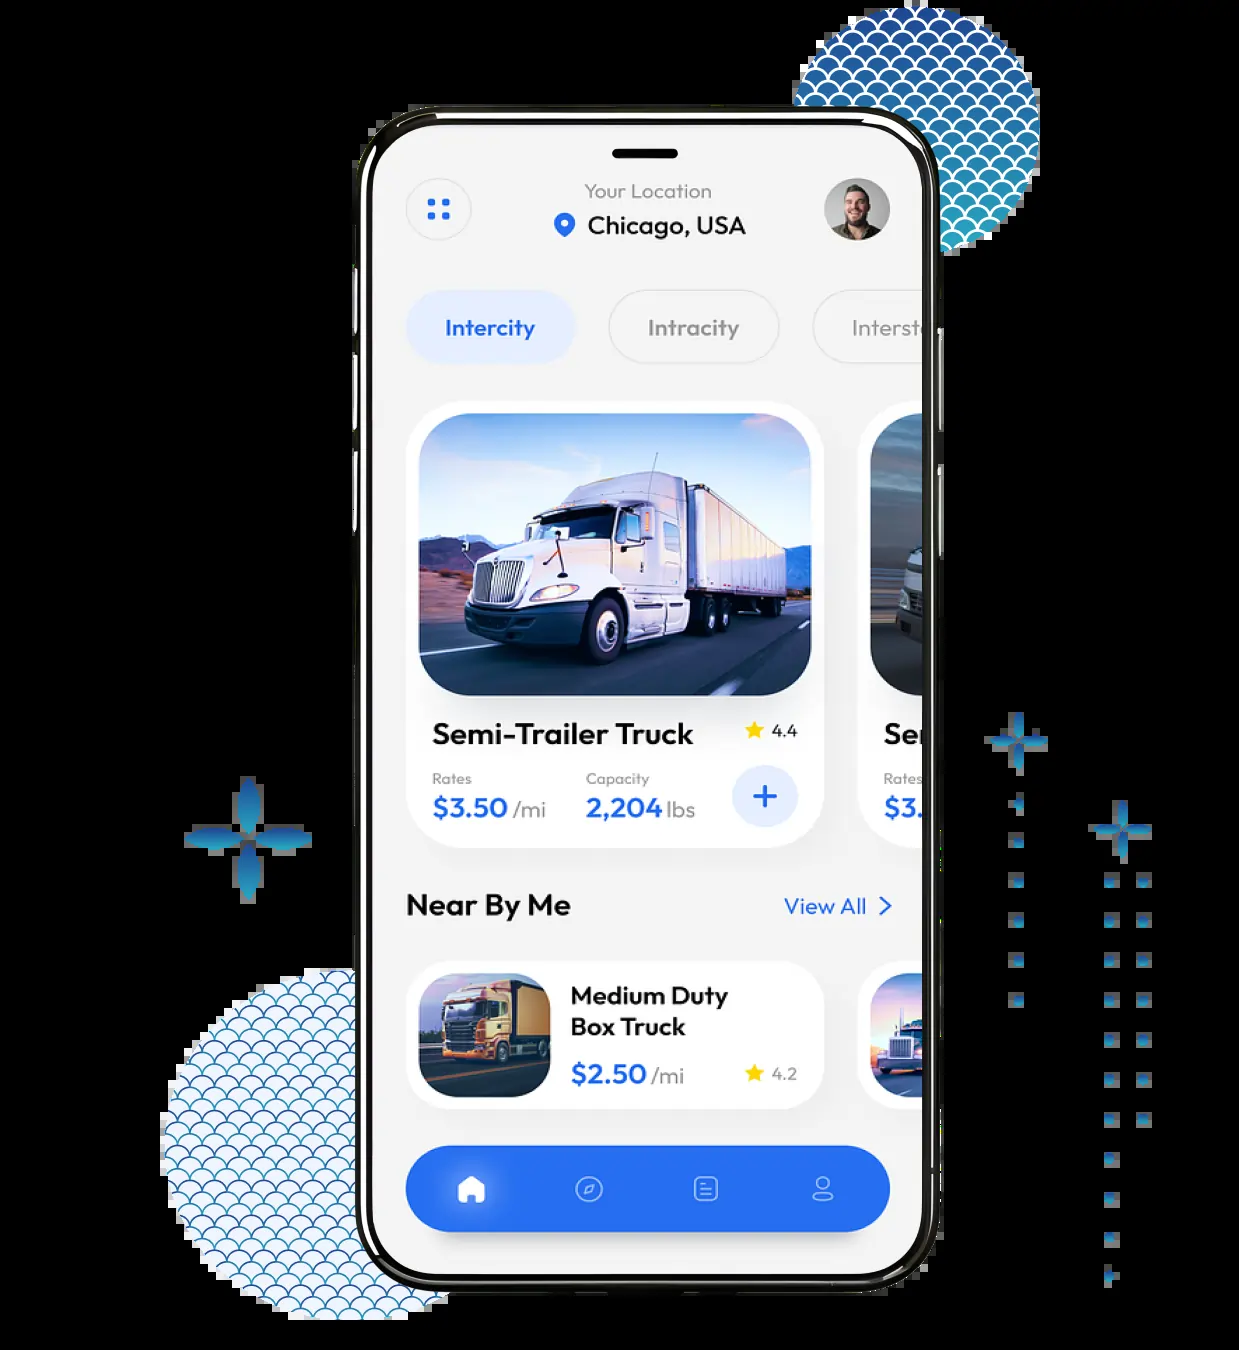 Your Location
Chicago, USA
Intercity
Intracity
Interst
Semi-Trailer Truck
4.4
Rates
Capacity
$3.50 /mi
2,204 lbs
Ser
Rates
$3.
Near By Me
View All
Medium Duty
Box Truck
$2.50 /mi
4.2